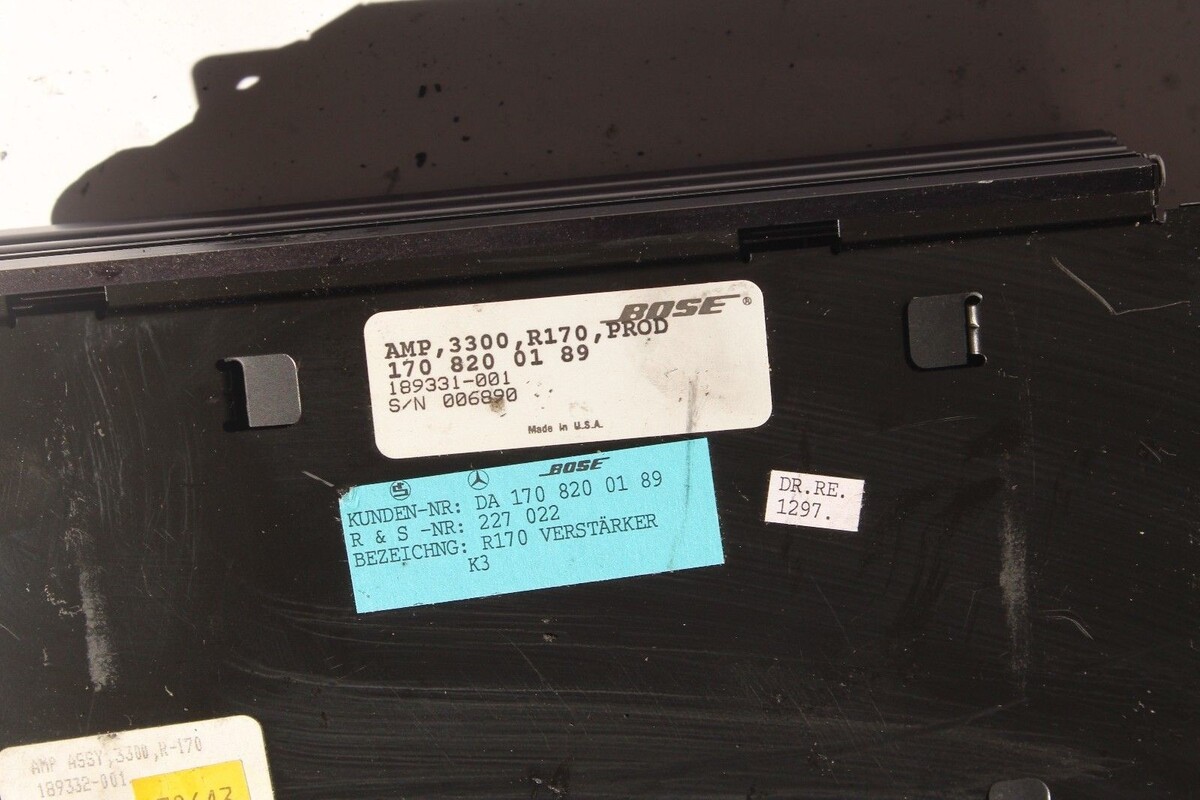 BOSE®
AMP,3300,R170,PROD
170 820 01 89
189331-001
S/N 006890
Made in U.S.A.
BOSE
KUNDEN-NR: DA 170 820 01 89
R & S -NR: 227 022
BEZEICHNG: R170 VERSTÄRKER
K3
DR.RE.
1297.
AMP ASSY,3300,R-170
189332-001